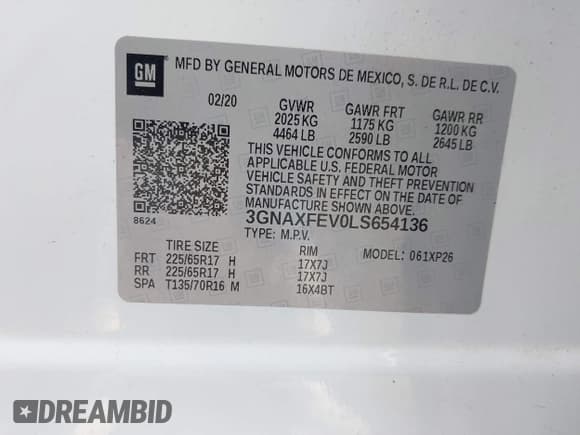 GM
MFD BY GENERAL MOTORS DE MEXICO, S. DE R.L. DE C.V.
02/20 GVWR GAWR FRT GAWR RR
2025 KG 1175 KG 1200 KG
4464 LB 2590 LB 2645 LB
THIS VEHICLE CONFORMS TO ALL
APPLICABLE U.S. FEDERAL MOTOR
VEHICLE SAFETY AND THEFT PREVENTION
STANDARDS IN EFFECT ON THE DATE OF
MANUFACTURE SHOWN ABOVE.
8624 3GNAXFEV0LS654136
TYPE: M.P.V.
TIRE SIZE RIM MODEL: 061XP26
FRT 225/65R17 H 17X7J
RR 225/65R17 H 17X7J
SPA T135/70R16 M 16X4BT
DREAMBID